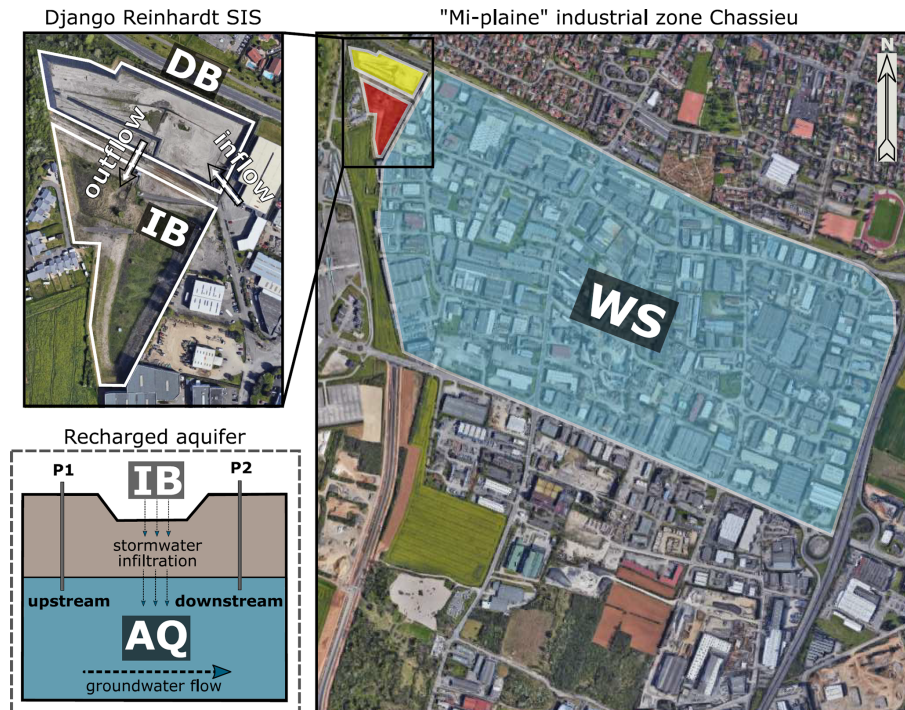 Django Reinhardt SIS
"Mi-plaine" industrial zone Chassieu
DB
outflow
inflow
IB
N
WS
Recharged aquifer
P1
IB
P2
stormwater
infiltration
upstream
downstream
AQ
groundwater flow